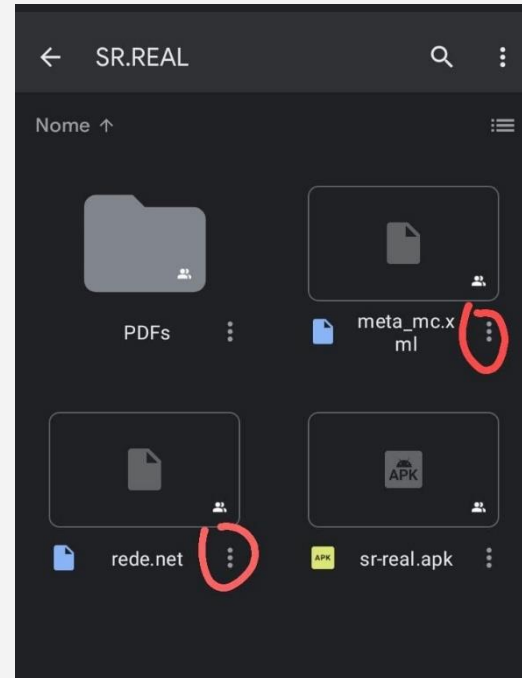 SR.REAL
Nome ↑
PDFs
meta_mc.x
ml
rede.net
APK
APK
sr-real.apk